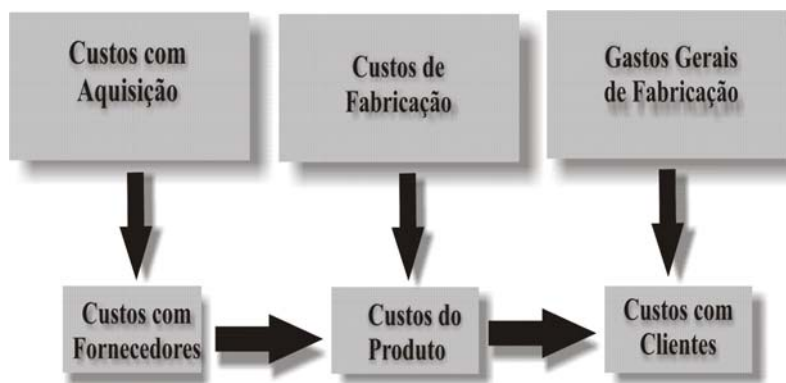 Custos com
Aquisição
Custos de
Fabricação
Gastos Gerais
de Fabricação
Custos com
Fornecedores
Custos do
Produto
Custos com
Clientes